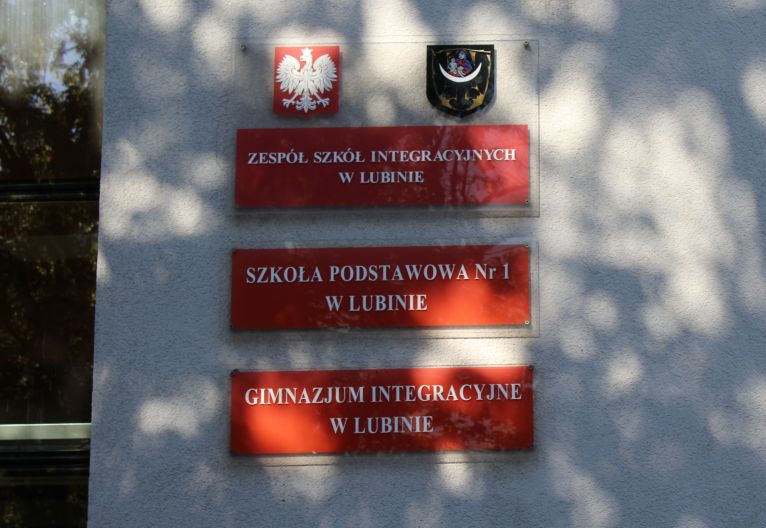 ZESPÓŁ SZKÓŁ INTEGRACYJNYCH
W LUBINIE
SZKOŁA PODSTAWOWA Nr 1
W LUBINIE
GIMNAZJUM INTEGRACYJNE
W LUBINIE